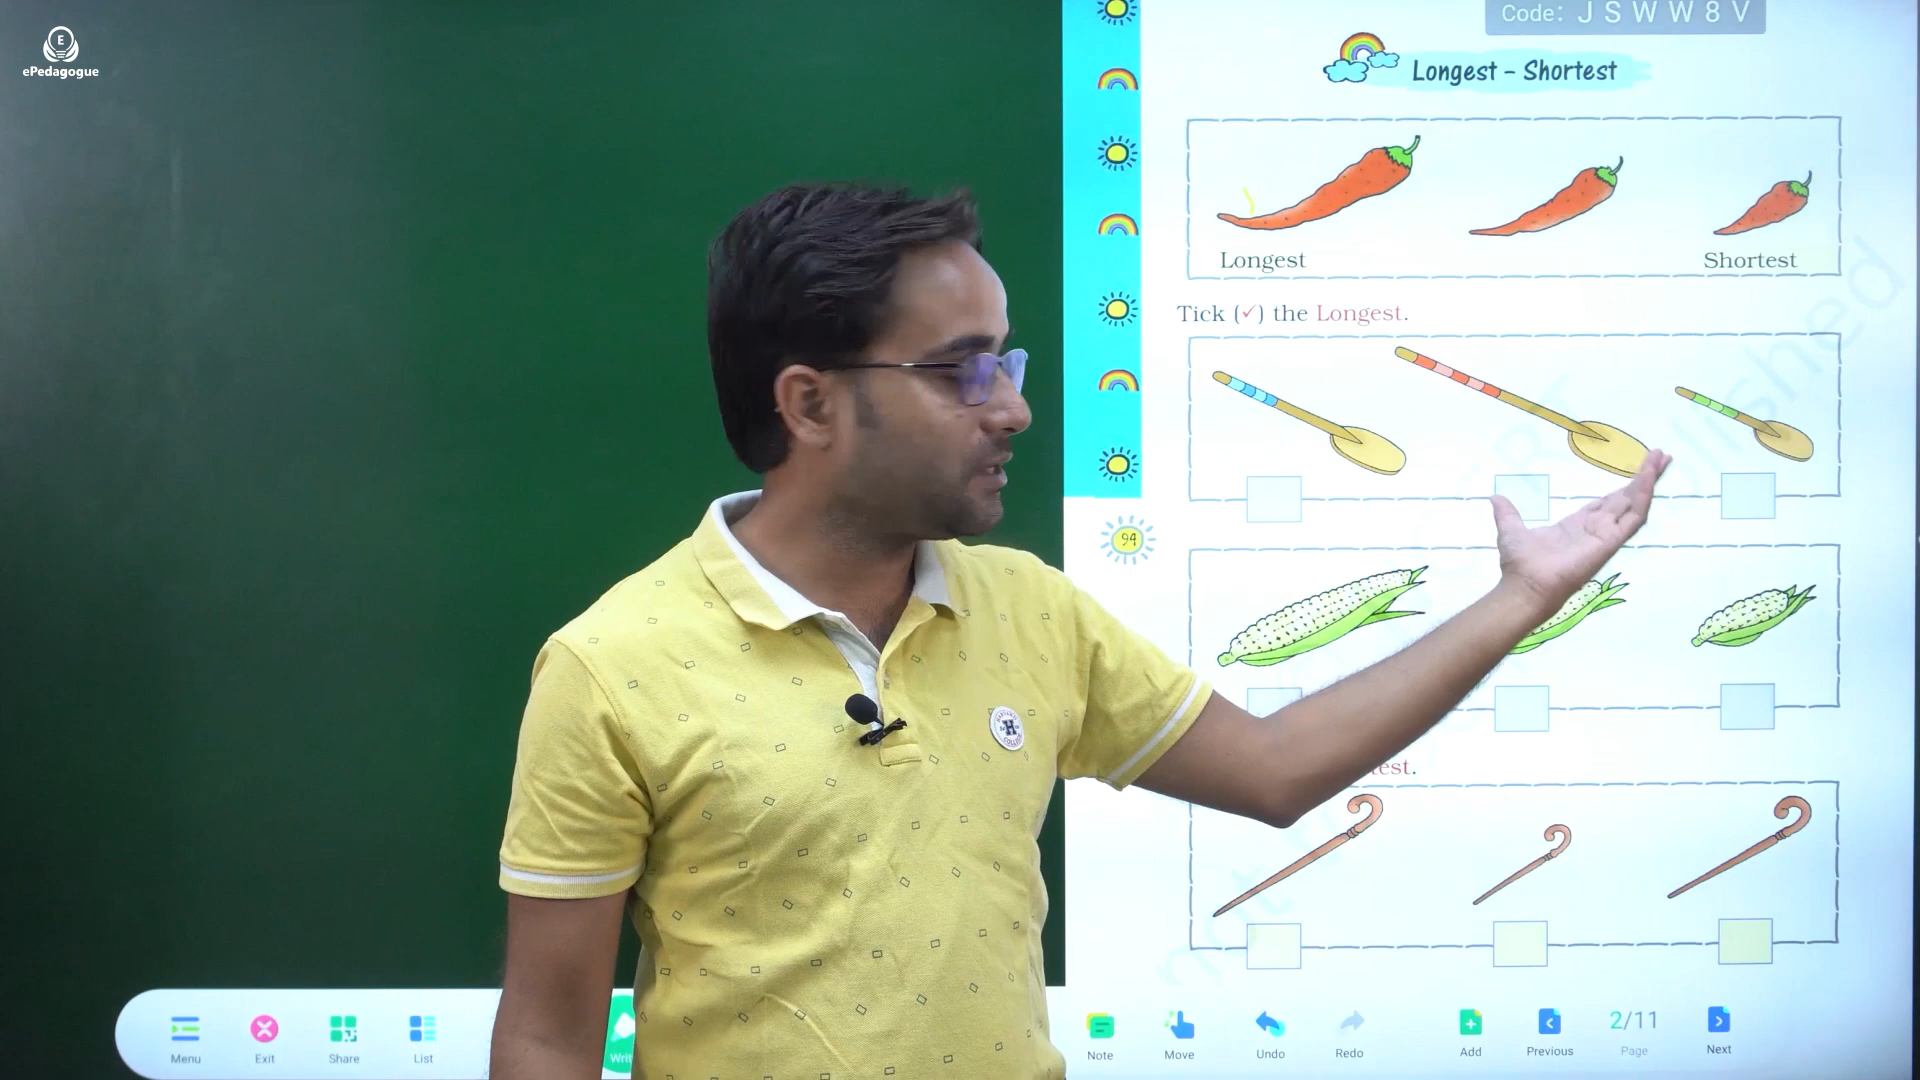 E
ePedagogue
Code: J S W W 8 V
Longest – Shortest
Longest
Shortest
Tick (✓) the Longest.
94
H
COLLEGE
Menu
Exit
Share
List
Note
Move
Undo
Redo
Add
Previous
2/11
Page
Next